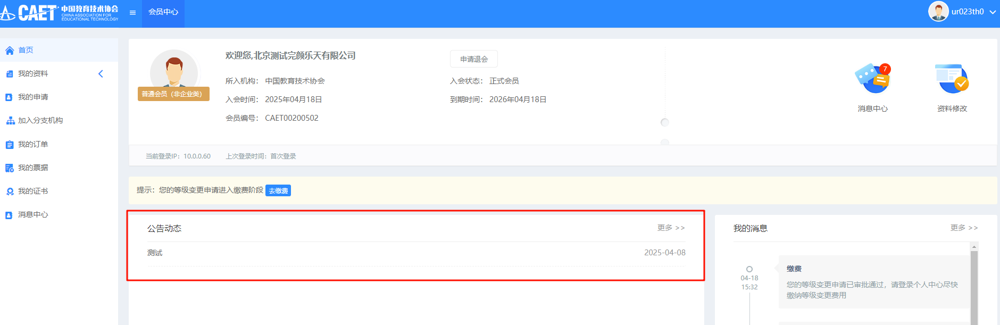 CAET 中国教育技术协会
CHINA ASSOCIATION FOR
EDUCATIONAL TECHNOLOGY
会员中心
ur023th0
首页
我的资料
我的申请
加入分支机构
我的订单
我的票据
我的证书
消息中心
普通会员（非企业类）
欢迎您,北京测试完颜乐天有限公司
申请退会
所入机构： 中国教育技术协会
入会状态： 正式会员
入会时间： 2025年04月18日
到期时间： 2026年04月18日
会员编号： CAET00200502
7
消息中心
资料修改
当前登录IP：10.0.0.60 上次登录时间：首次登录
提示：您的等级变更申请进入缴费阶段 去缴费
公告动态 更多 >>
测试 2025-04-08
我的消息 更多 >>
04-18
15:32
缴费
您的等级变更申请已审批通过，请登录个人中心尽快
缴纳等级变更费用